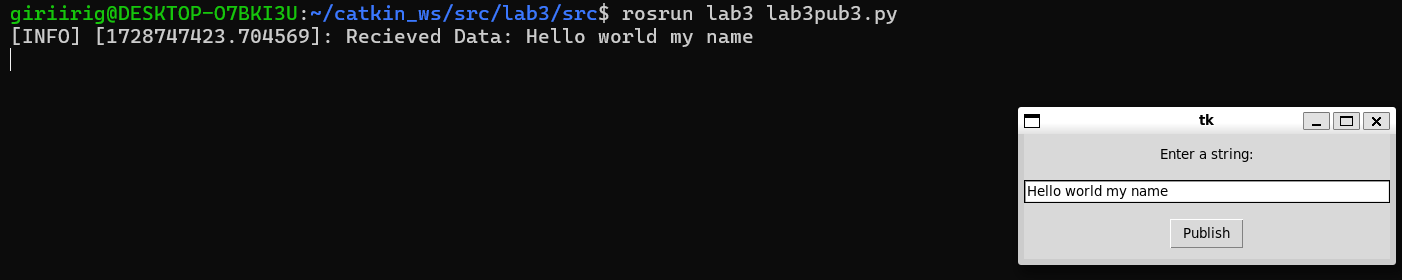 giriirig@DESKTOP-O7BKI3U:~/catkin_ws/src/lab3/src$ rosrun lab3 lab3pub3.py
[INFO] [1728747423.704569]: Recieved Data: Hello world my name
tk
Enter a string:
Hello world my name
Publish